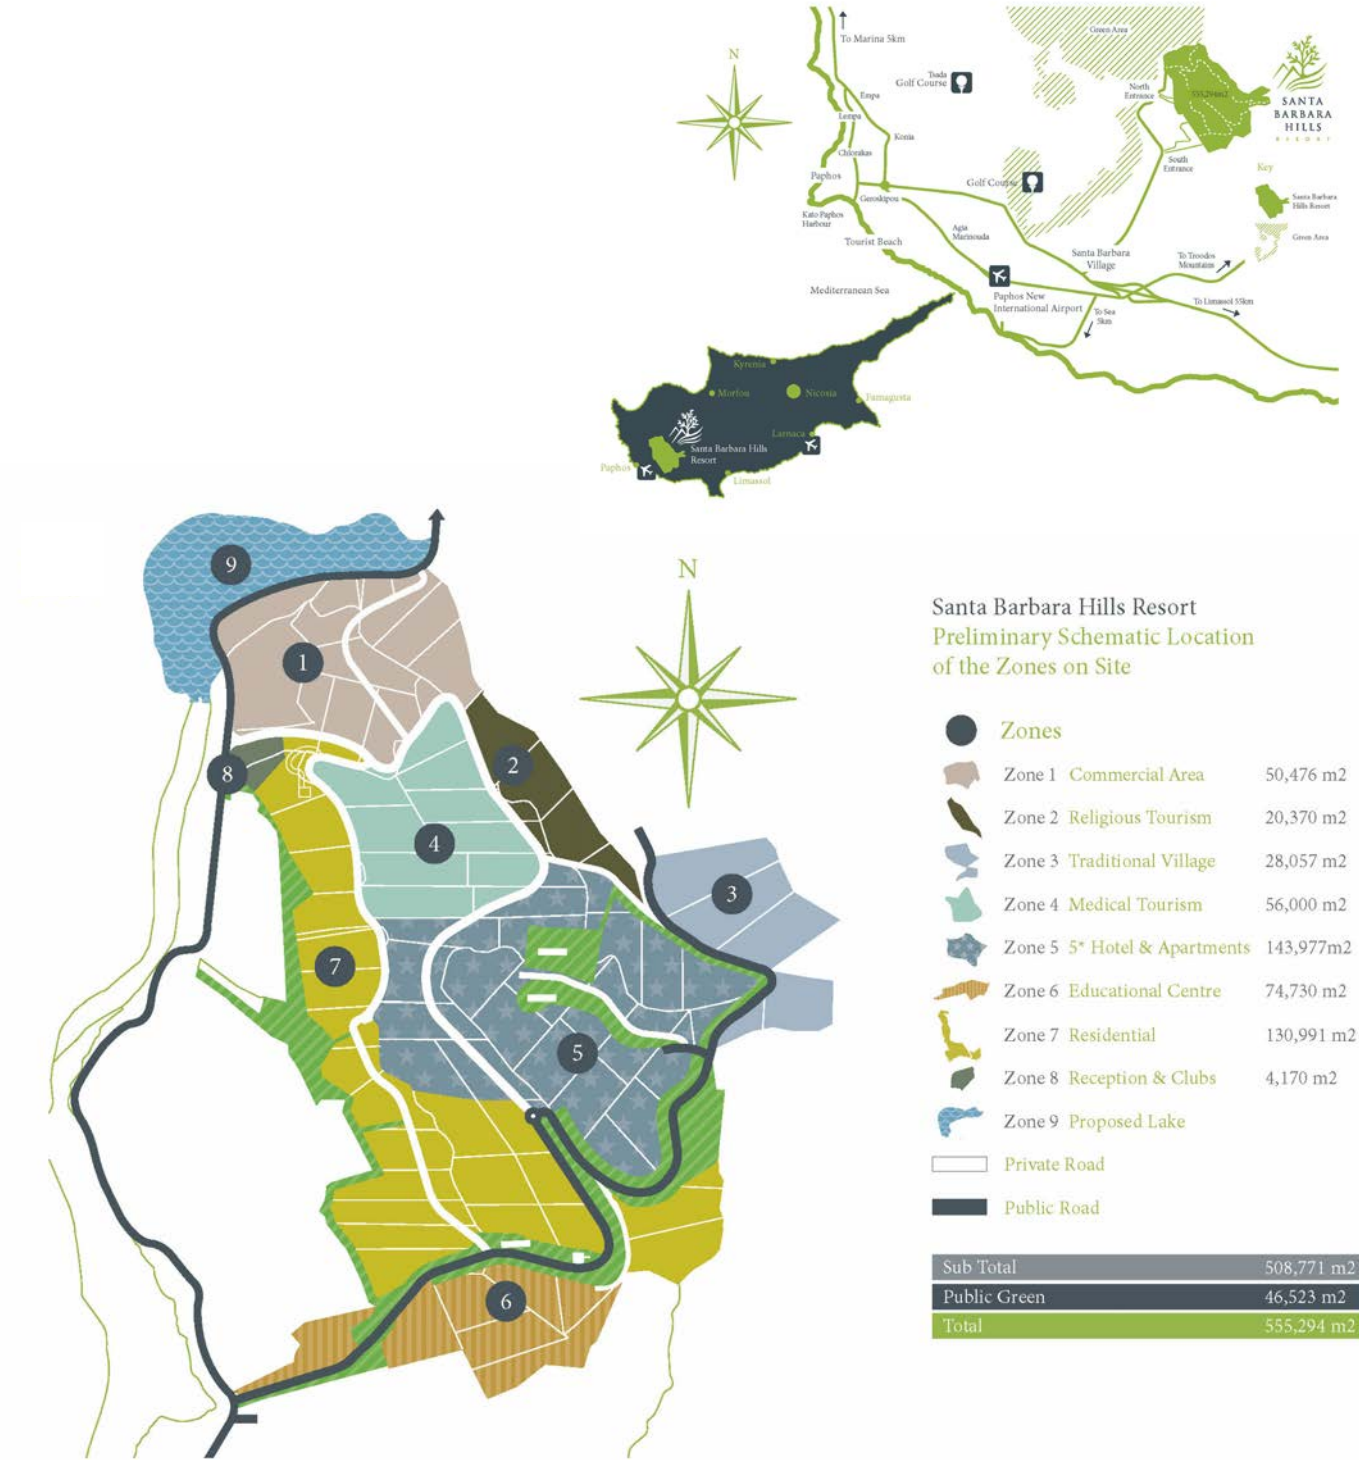 To Marina 5km
Green Area
N
Tsada
Golf Course
Empa
Lempa
North
Entrance
555,294m2
SANTA
BARBARA
HILLS
RESORT
Konia
Chlorakas
South
Entrance
Key
Paphos
Golf Course
Geroskipou
Santa Barbara
Hills Resort
Kato Paphos
Harbour
Agia
Marinouda
Green Area
Tourist Beach
Santa Barbara
Village
To Troodos
Mountains
Mediterranean Sea
Paphos New
International Airport
To Sea
5km
To Limassol 55km
Kyrenia
Morfou
Nicosia
Famagusta
Larnaca
Santa Barbara Hills
Resort
Paphos
Limassol
N
9
1
2
8
4
3
7
5
6
Santa Barbara Hills Resort
Preliminary Schematic Location
of the Zones on Site
Zones
Zone 1 Commercial Area 50,476 m2
Zone 2 Religious Tourism 20,370 m2
Zone 3 Traditional Village 28,057 m2
Zone 4 Medical Tourism 56,000 m2
Zone 5 5* Hotel & Apartments 143,977m2
Zone 6 Educational Centre 74,730 m2
Zone 7 Residential 130,991 m2
Zone 8 Reception & Clubs 4,170 m2
Zone 9 Proposed Lake
Private Road
Public Road
Sub Total 508,771 m2
Public Green 46,523 m2
Total 555,294 m2